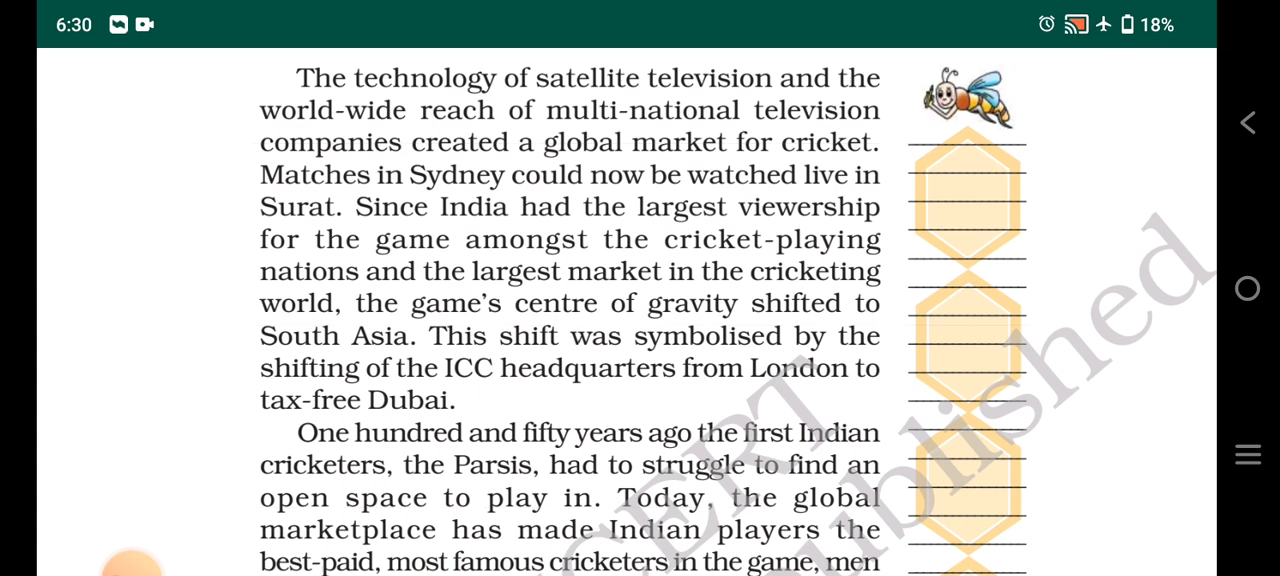 6:30
18%
The technology of satellite television and the
world-wide reach of multi-national television
companies created a global market for cricket.
Matches in Sydney could now be watched live in
Surat. Since India had the largest viewership
for the game amongst the cricket-playing
nations and the largest market in the cricketing
world, the game's centre of gravity shifted to
South Asia. This shift was symbolised by the
shifting of the ICC headquarters from London to
tax-free Dubai.
One hundred and fifty years ago the first Indian
cricketers, the Parsis, had to struggle to find an
open space to play in. Today, the global
marketplace has made Indian players the
best-paid, most famous cricketers in the game, men